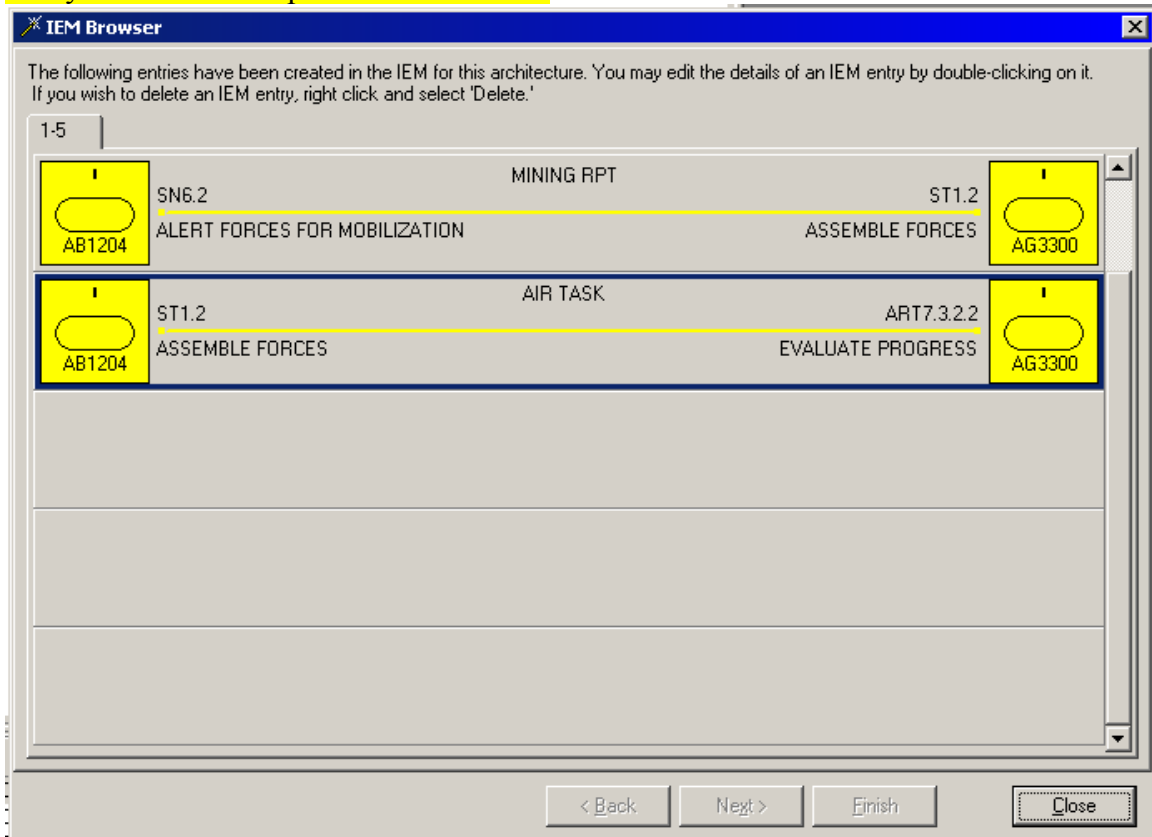 IEM Browser
The following entries have been created in the IEM for this architecture. You may edit the details of an IEM entry by double-clicking on it.
If you wish to delete an IEM entry, right click and select 'Delete.'
1-5
MINING RPT
SN6.2 ST1.2
ALERT FORCES FOR MOBILIZATION ASSEMBLE FORCES
AB1204 AG3300
AIR TASK
ST1.2 ART7.3.2.2
ASSEMBLE FORCES EVALUATE PROGRESS
AB1204 AG3300
< Back Next > Finish Close